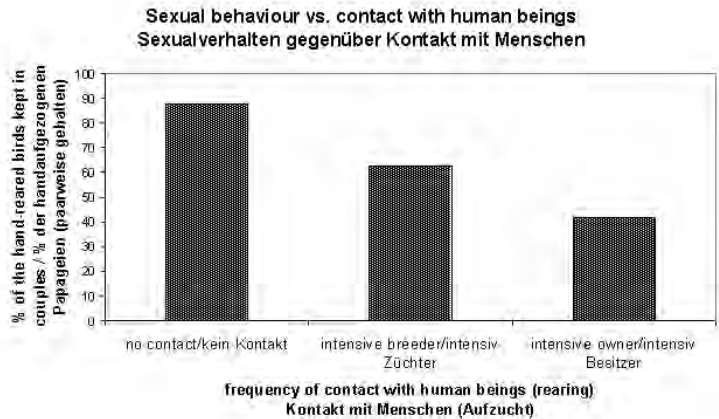 Sexual behaviour vs. contact with human beings
Sexualverhalten gegenüber Kontakt mit Menschen
% of the hand-reared birds kept in
couples / % der handaufgezogenen
Papageien (paarweise gehalten)
100
90
80
70
60
50
40
30
20
10
0
no contact/kein Kontakt
intensive breeder/intensiv
Züchter
intensive owner/intensiv
Besitzer
frequency of contact with human beings (rearing)
Kontakt mit Menschen (Aufzucht)